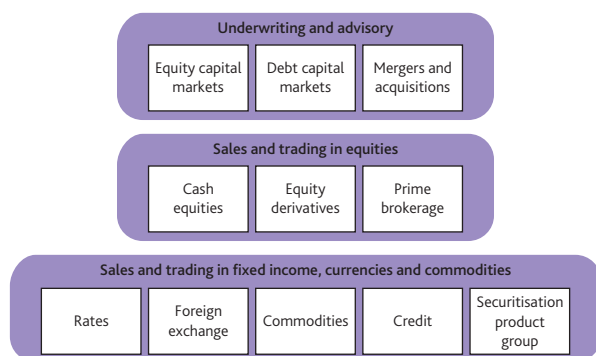 Underwriting and advisory
Equity capital
markets
Debt capital
markets
Mergers and
acquisitions
Sales and trading in equities
Cash
equities
Equity
derivatives
Prime
brokerage
Sales and trading in fixed income, currencies and commodities
Rates
Foreign
exchange
Commodities
Credit
Securitisation
product
group